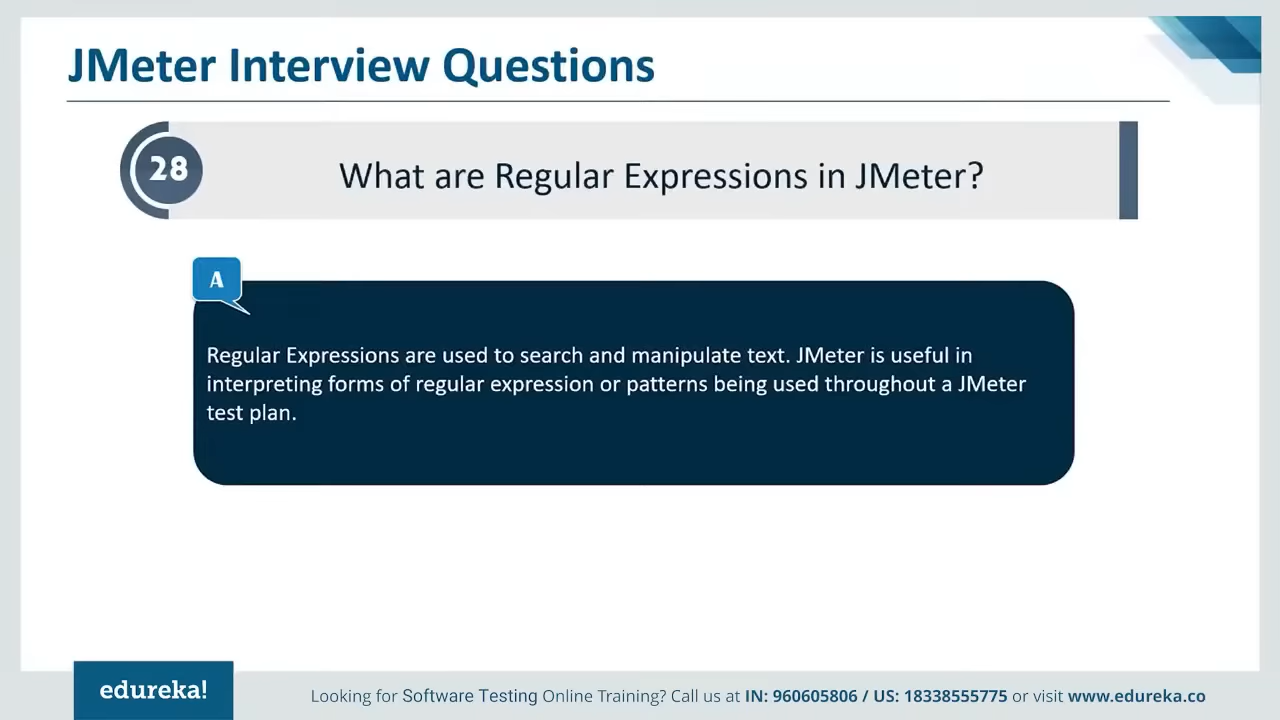 JMeter Interview Questions
28
What are Regular Expressions in JMeter?
A
Regular Expressions are used to search and manipulate text. JMeter is useful in
interpreting forms of regular expression or patterns being used throughout a JMeter
test plan.
edureka!
Looking for Software Testing Online Training? Call us at IN: 960605806 / US: 18338555775 or visit www.edureka.co